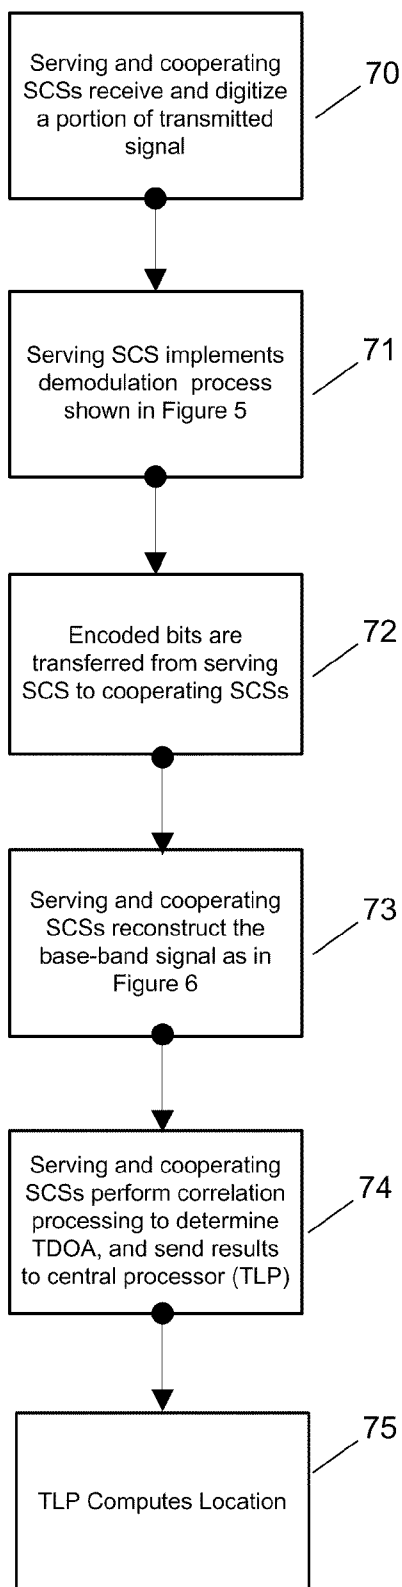 Serving and cooperating
SCSs receive and digitize
a portion of transmitted
signal
70
Serving SCS implements
demodulation process
shown in Figure 5
71
Encoded bits are
transferred from serving
SCS to cooperating SCSs
72
Serving and cooperating
SCSs reconstruct the
base-band signal as in
Figure 6
73
Serving and cooperating
SCSs perform correlation
processing to determine
TDOA, and send results
to central processor (TLP)
74
TLP Computes Location
75